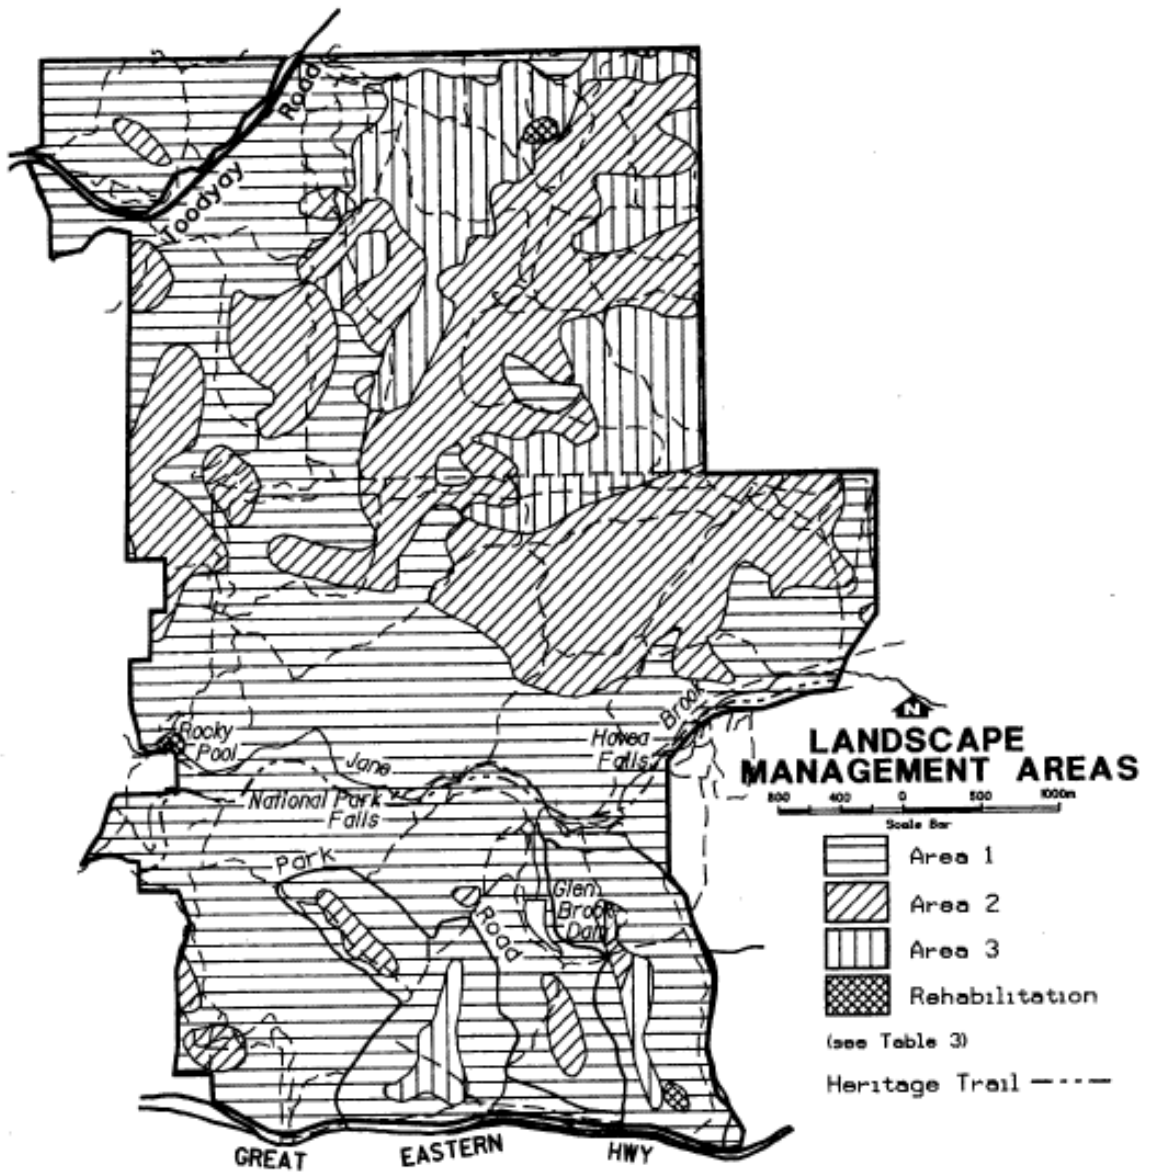 Toodyay Road
Rocky
Pool
Jane
Brook
Hovea
Falls
National Park
Falls
Park
Road
Glen
Brook
Dam
GREAT EASTERN HWY
N
LANDSCAPE
MANAGEMENT AREAS
800 400 0 500 1000m
Scale Bar
Area 1
Area 2
Area 3
Rehabilitation
(see Table 3)
Heritage Trail